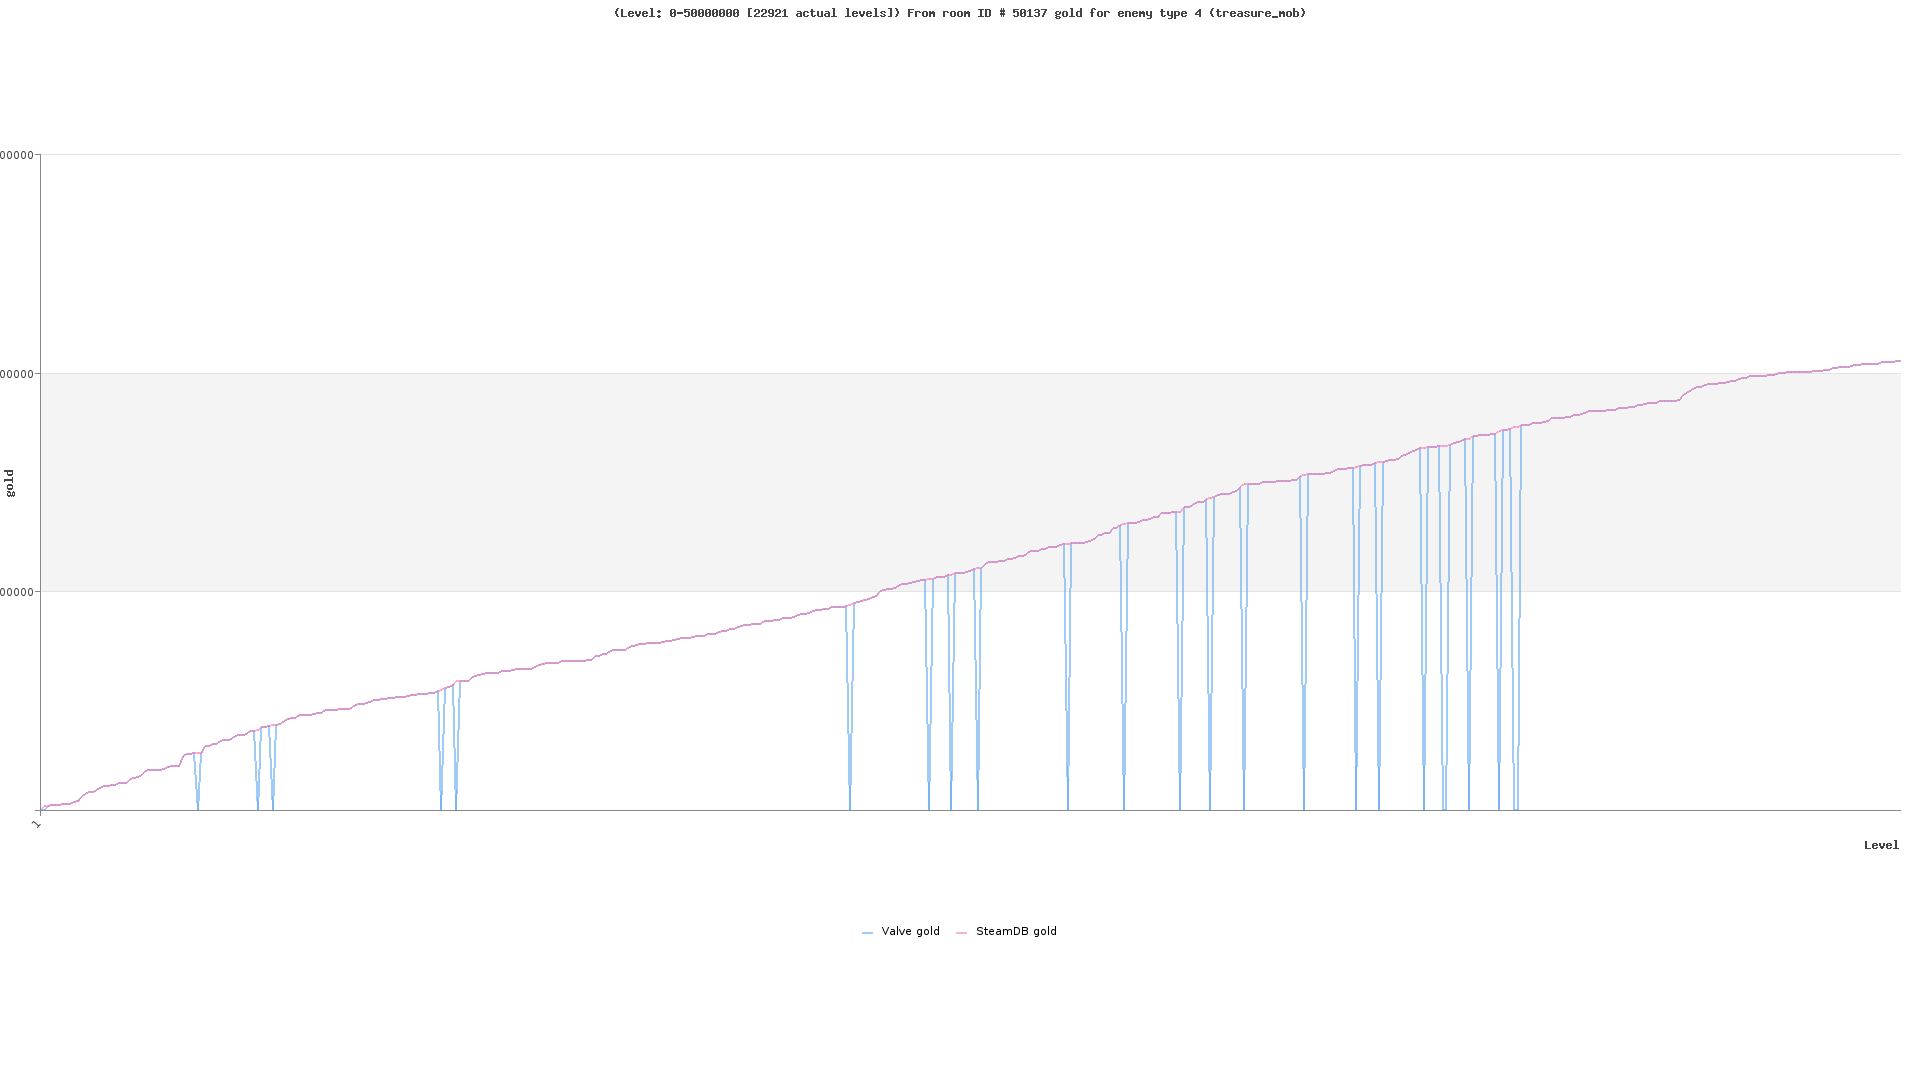 (Level: 0-50000000 [22921 actual levels]) From room ID # 50137 gold for enemy type 4 (treasure_mob)
00000
00000
00000
gold
1
Level
Valve gold
SteamDB gold